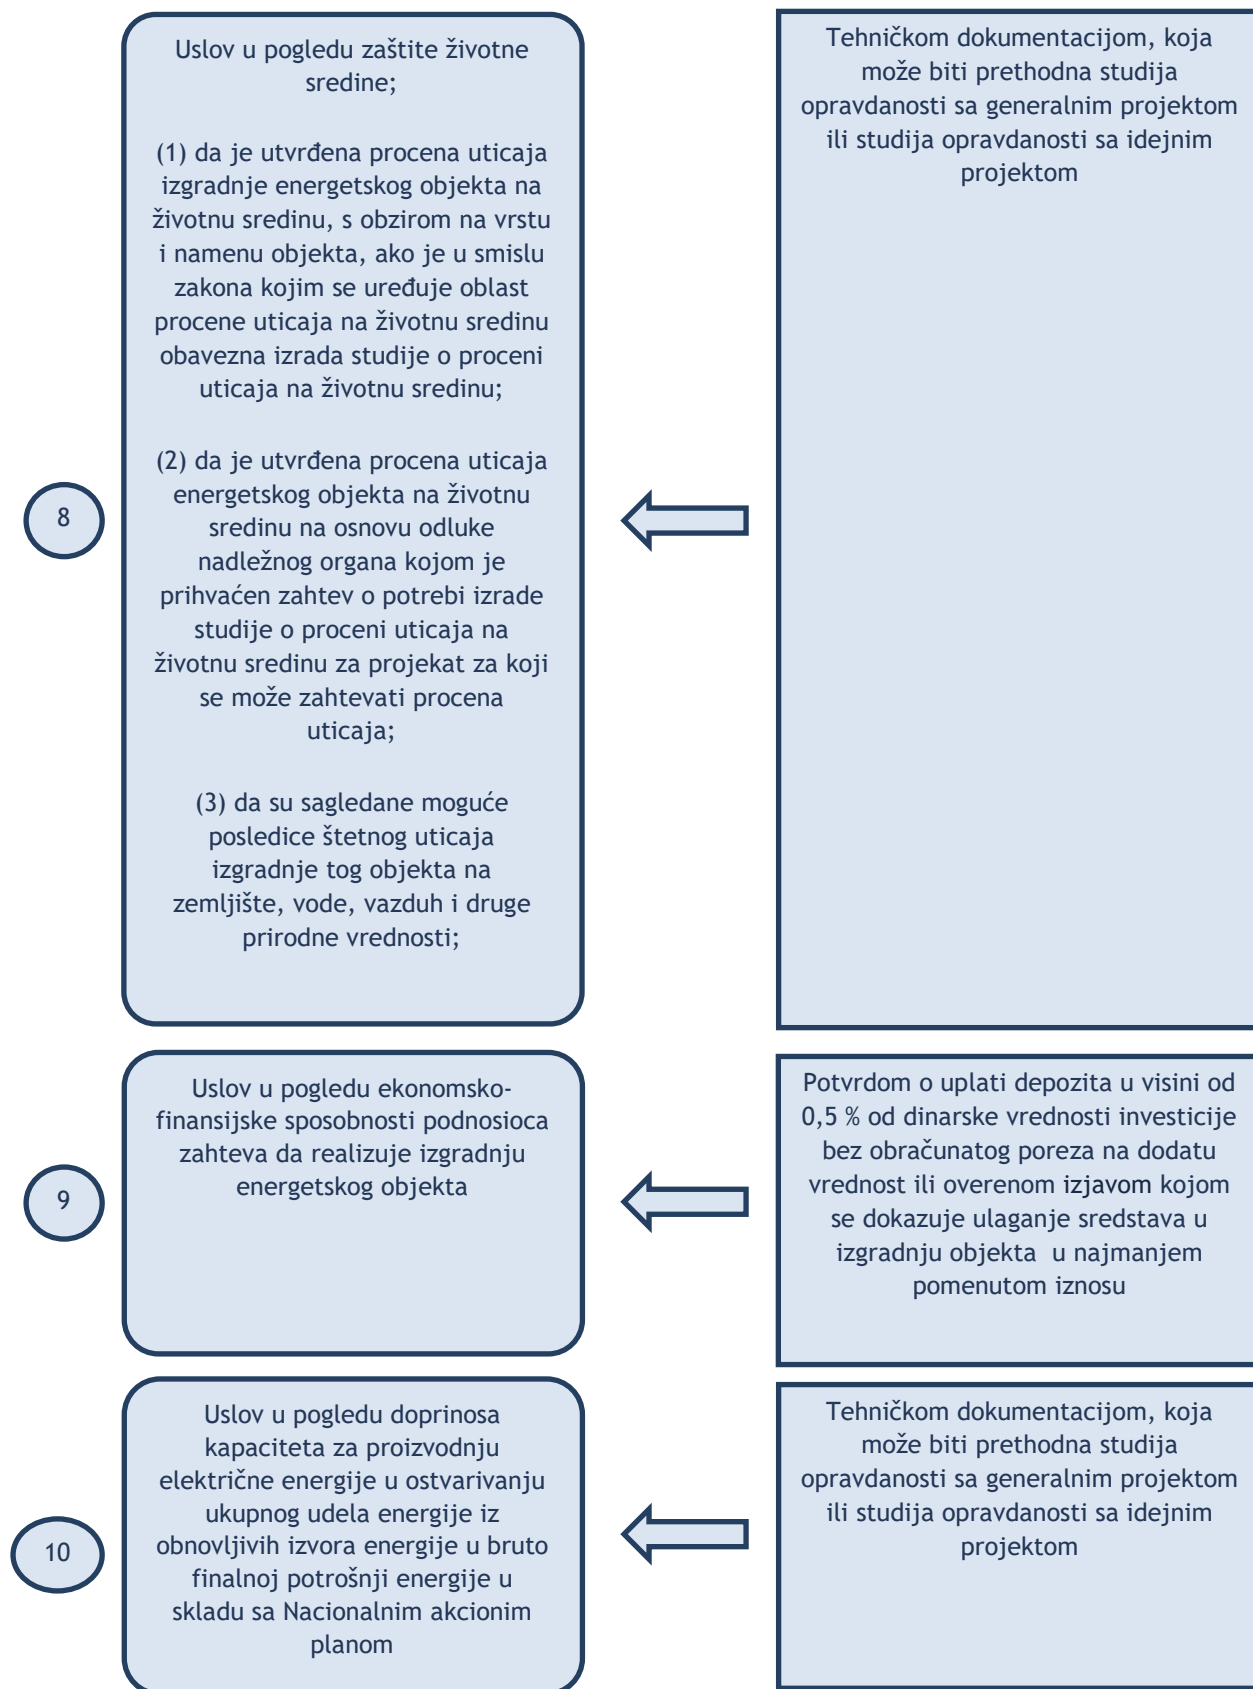 Uslov u pogledu zaštite životne
sredine;
(1) da je utvrđena procena uticaja
izgradnje energetskog objekta na
životnu sredinu, s obzirom na vrstu
i namenu objekta, ako je u smislu
zakona kojim se uređuje oblast
procene uticaja na životnu sredinu
obavezna izrada studije o proceni
uticaja na životnu sredinu;
(2) da je utvrđena procena uticaja
energetskog objekta na životnu
sredinu na osnovu odluke
nadležnog organa kojom je
prihvaćen zahtev o potrebi izrade
studije o proceni uticaja na
životnu sredinu za projekat za koji
se može zahtevati procena
uticaja;
(3) da su sagledane moguće
posledice štetnog uticaja
izgradnje tog objekta na
zemljište, vode, vazduh i druge
prirodne vrednosti;
8
Tehničkom dokumentacijom, koja
može biti prethodna studija
opravdanosti sa generalnim projektom
ili studija opravdanosti sa idejnim
projektom
Uslov u pogledu ekonomsko-
finansijske sposobnosti podnosioca
zahteva da realizuje izgradnju
energetskog objekta
9
Potvrdom o uplati depozita u visini od
0,5 % od dinarske vrednosti investicije
bez obračunatog poreza na dodatu
vrednost ili overenom izjavom kojom
se dokazuje ulaganje sredstava u
izgradnju objekta  u najmanjem
pomenutom iznosu
Uslov u pogledu doprinosa
kapaciteta za proizvodnju
električne energije u ostvarivanju
ukupnog udela energije iz
obnovljivih izvora energije u bruto
finalnoj potrošnji energije u
skladu sa Nacionalnim akcionim
planom
10
Tehničkom dokumentacijom, koja
može biti prethodna studija
opravdanosti sa generalnim projektom
ili studija opravdanosti sa idejnim
projektom